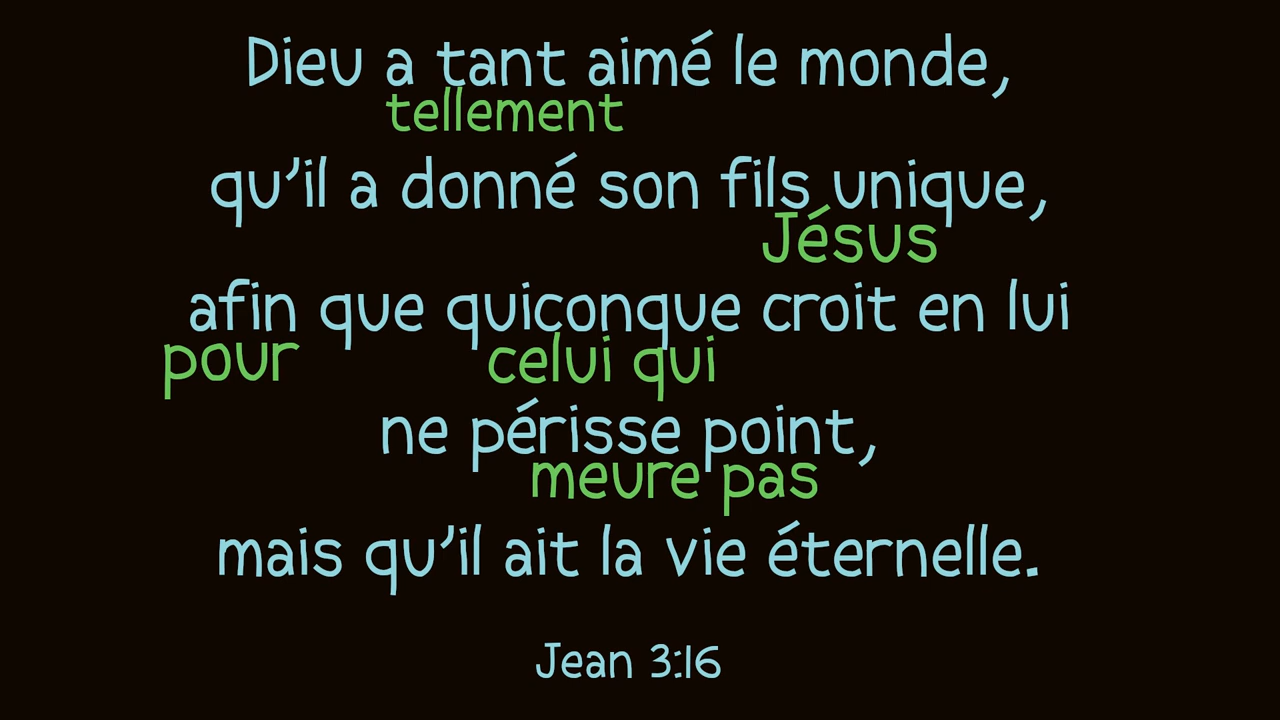 Dieu a tant aimé le monde,
tellement
qu’il a donné son fils unique,
Jésus
afin que quiconque croit en lui
pour celui qui
ne périsse point,
meure pas
mais qu’il ait la vie éternelle.
Jean 3:16